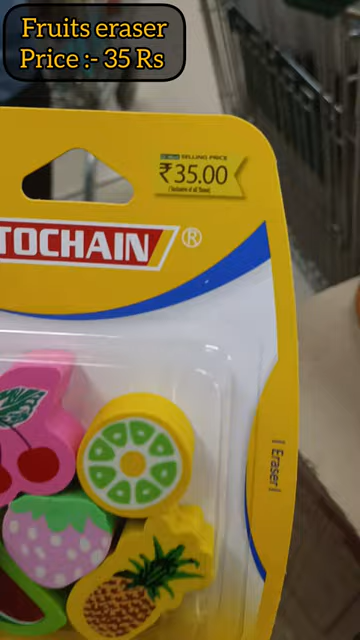 Fruits eraser
Price :- 35 Rs
SELLING PRICE
₹35.00
TOCHAIN ®
| Eraser |